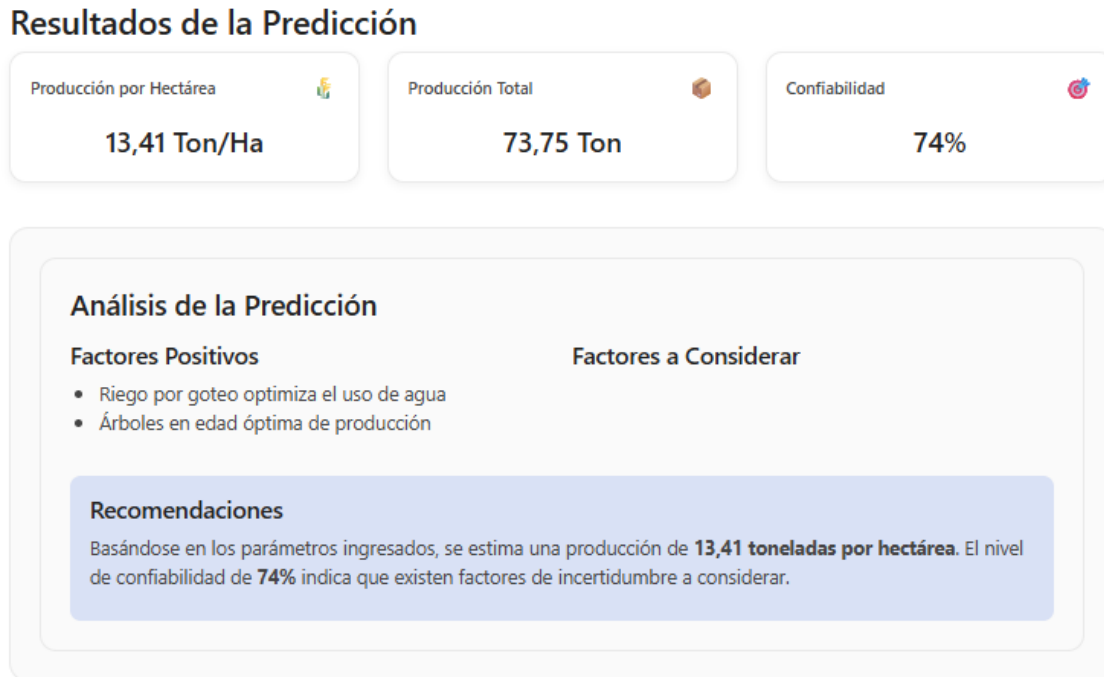 Resultados de la Predicción
Producción por Hectárea
13,41 Ton/Ha
Producción Total
73,75 Ton
Confiabilidad
74%
Análisis de la Predicción
Factores Positivos
• Riego por goteo optimiza el uso de agua
• Árboles en edad óptima de producción
Factores a Considerar
Recomendaciones
Basándose en los parámetros ingresados, se estima una producción de 13,41 toneladas por hectárea. El nivel
de confiabilidad de 74% indica que existen factores de incertidumbre a considerar.